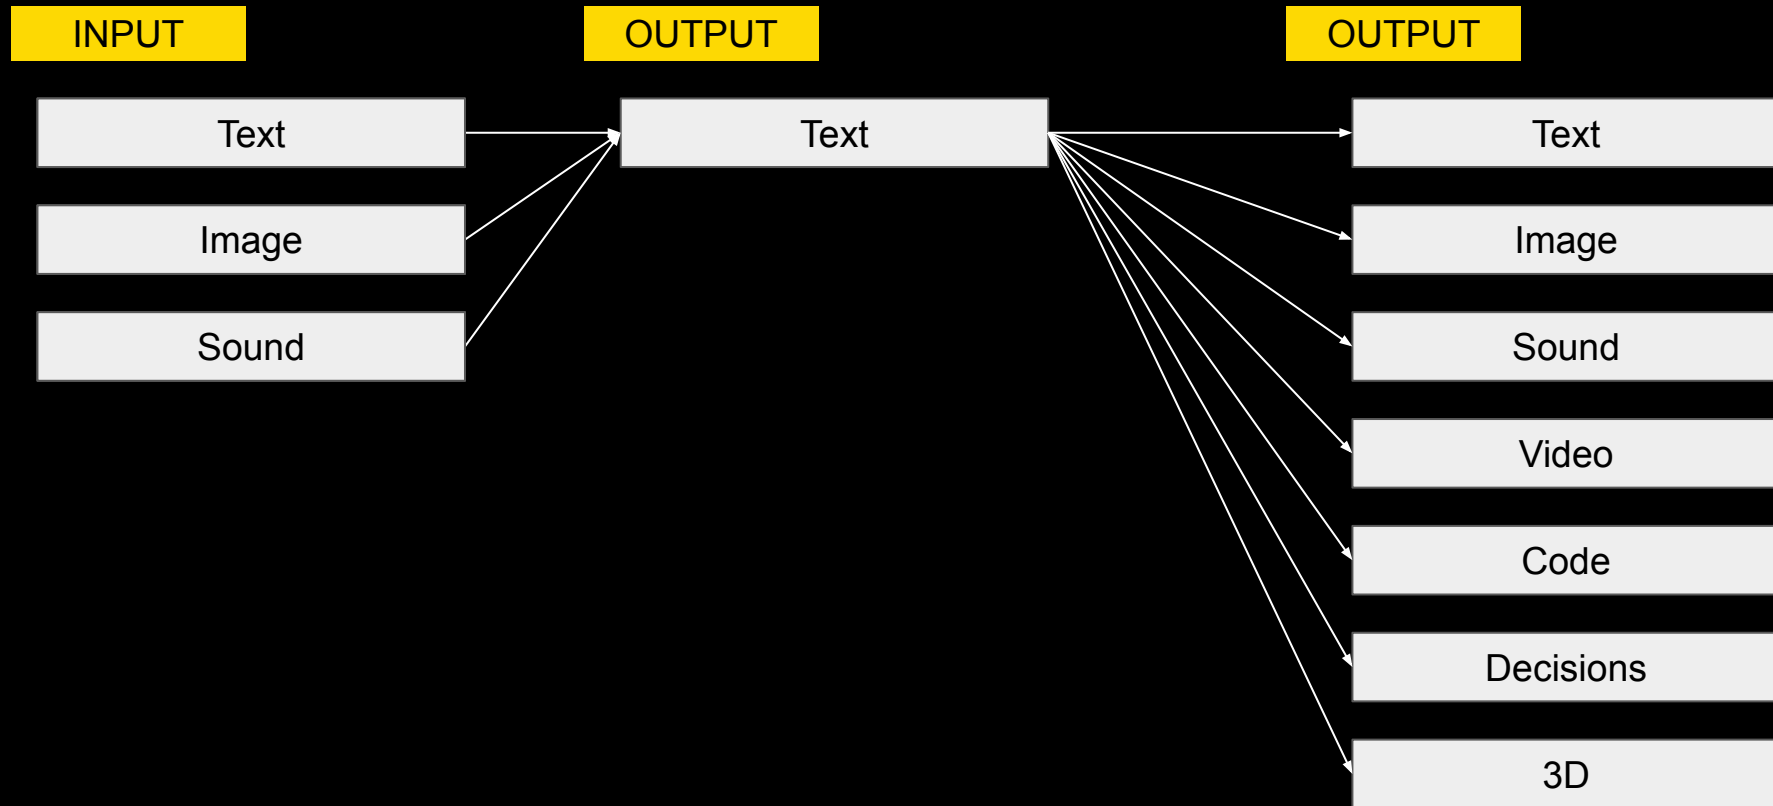 INPUT
OUTPUT
OUTPUT
Text
Text
Text
Image
Image
Sound
Sound
Video
Code
Decisions
3D